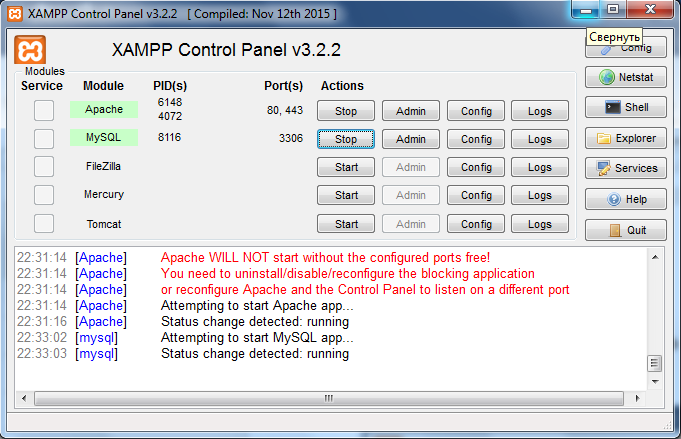 XAMPP Control Panel v3.2.2 [ Compiled: Nov 12th 2015 ]
Свернуть
XAMPP Control Panel v3.2.2
Config
Modules
Service Module PID(s) Port(s) Actions
Netstat
Apache 6148 4072 80, 443 Stop Admin Config Logs
Shell
MySQL 8116 3306 Stop Admin Config Logs
Explorer
FileZilla Start Admin Config Logs
Services
Mercury Start Admin Config Logs
Help
Tomcat Start Admin Config Logs
Quit
22:31:14 [Apache] Apache WILL NOT start without the configured ports free!
22:31:14 [Apache] You need to uninstall/disable/reconfigure the blocking application
22:31:14 [Apache] or reconfigure Apache and the Control Panel to listen on a different port
22:31:14 [Apache] Attempting to start Apache app...
22:31:16 [Apache] Status change detected: running
22:33:02 [mysql] Attempting to start MySQL app...
22:33:03 [mysql] Status change detected: running